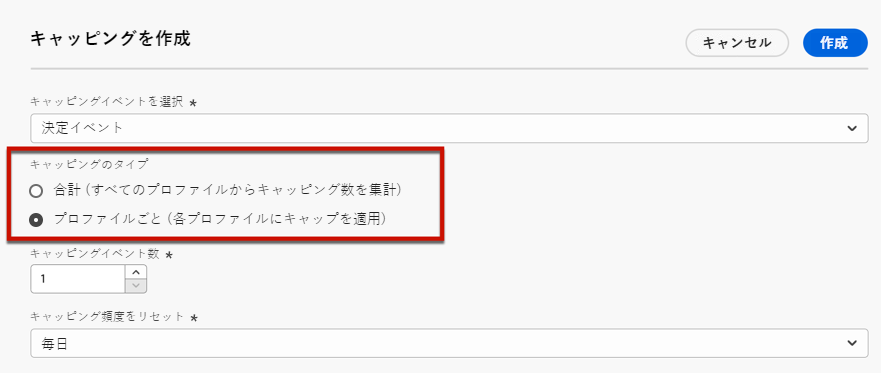 キャッピングを作成
キャンセル
作成
キャッピングイベントを選択 *
決定イベント
キャッピングのタイプ
合計 (すべてのプロファイルからキャッピング数を集計)
プロファイルごと (各プロファイルにキャップを適用)
キャッピングイベント数 *
1
キャッピング頻度をリセット *
毎日